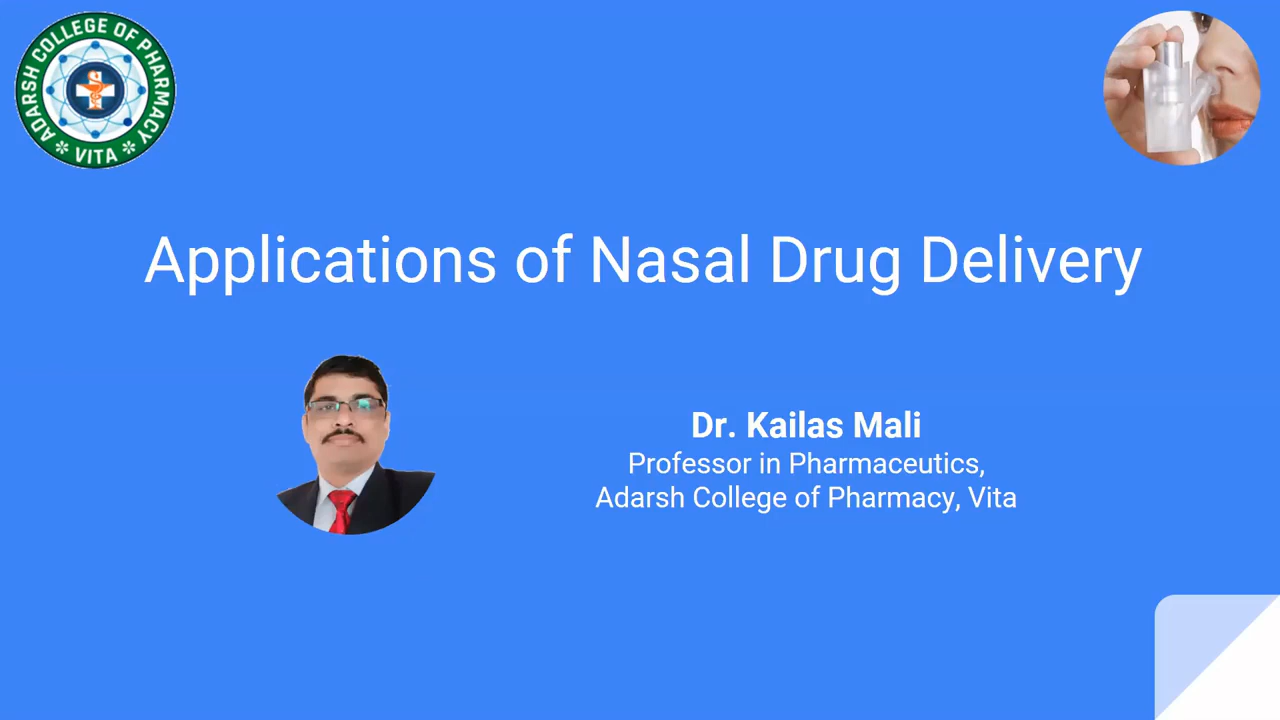 ADARSH COLLEGE OF PHARMACY
VITA
Applications of Nasal Drug Delivery
Dr. Kailas Mali
Professor in Pharmaceutics,
Adarsh College of Pharmacy, Vita